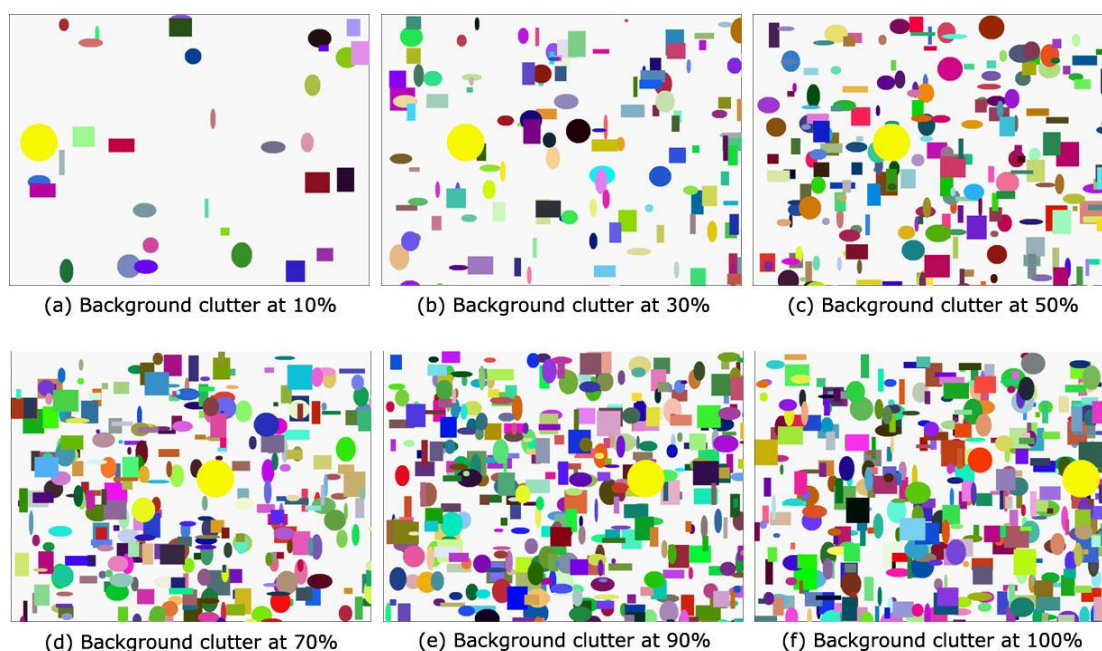 (a) Background clutter at 10%
(b) Background clutter at 30%
(c) Background clutter at 50%
(d) Background clutter at 70%
(e) Background clutter at 90%
(f) Background clutter at 100%